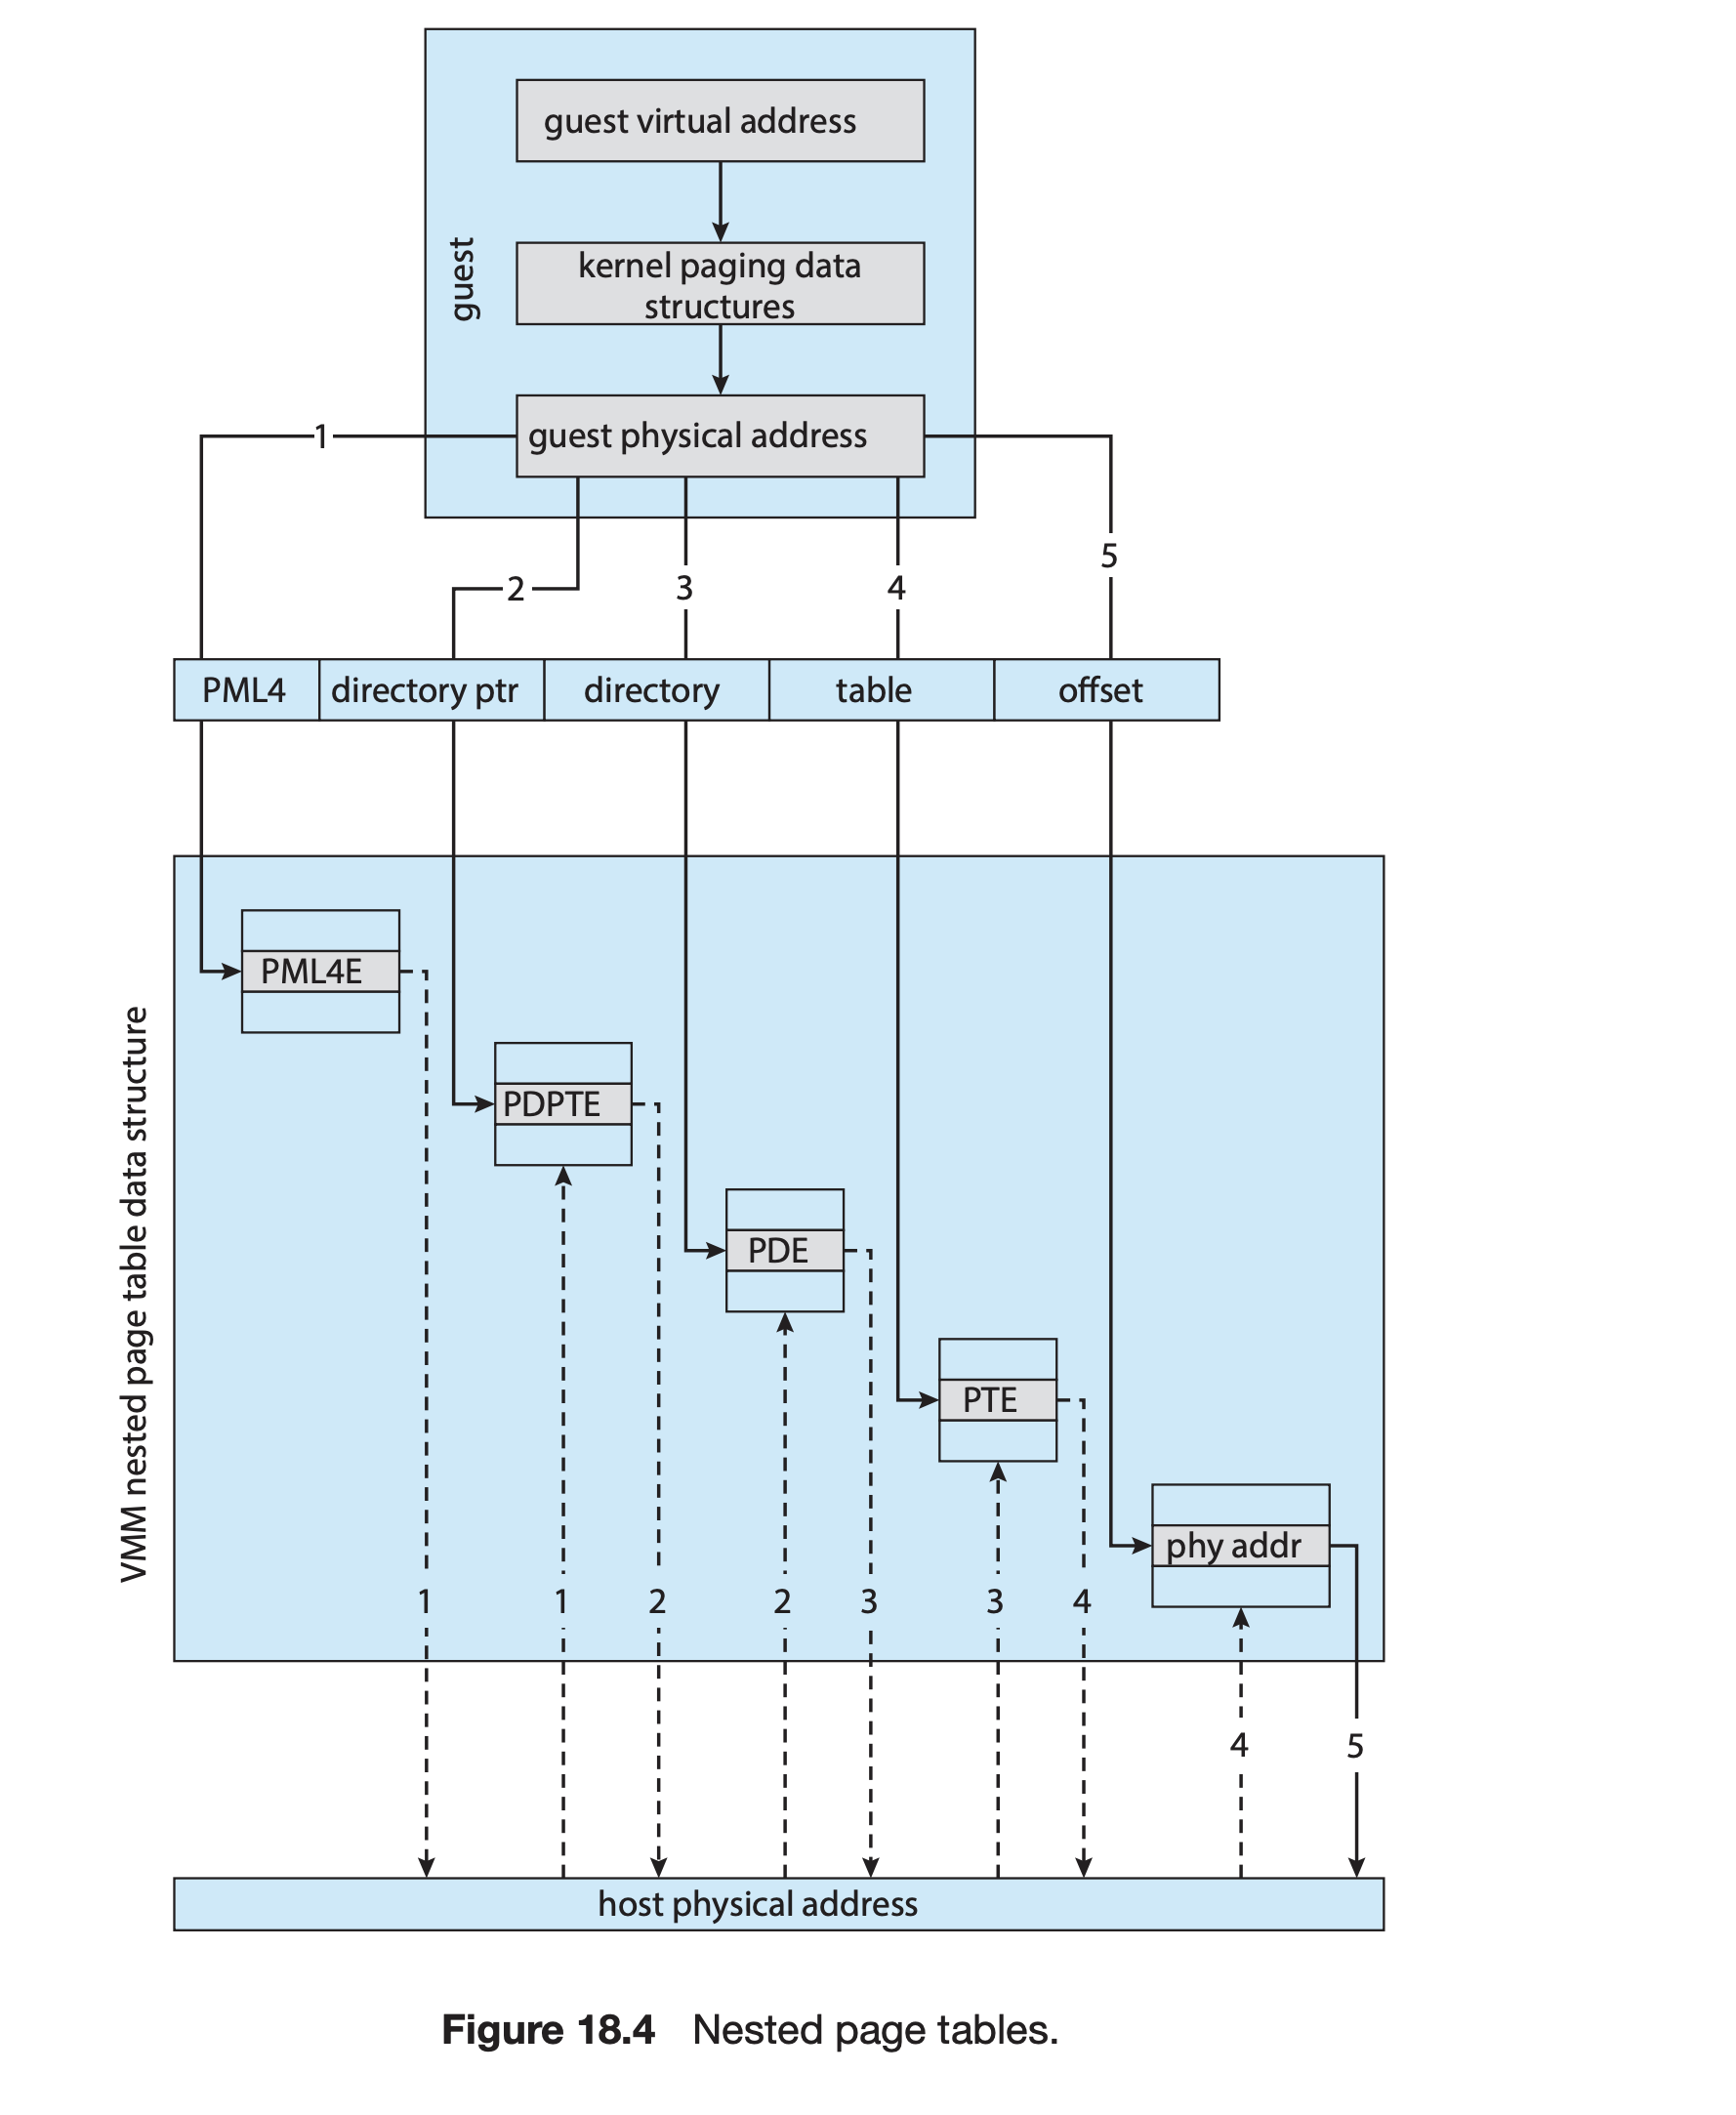 guest virtual address
guest
kernel paging data
structures
guest physical address
1
2
3
4
5
PML4
directory ptr
directory
table
offset
VMM nested page table data structure
PML4E
PDPTE
PDE
PTE
phy addr
1
1
2
2
3
3
4
4
5
host physical address
Figure 18.4 Nested page tables.